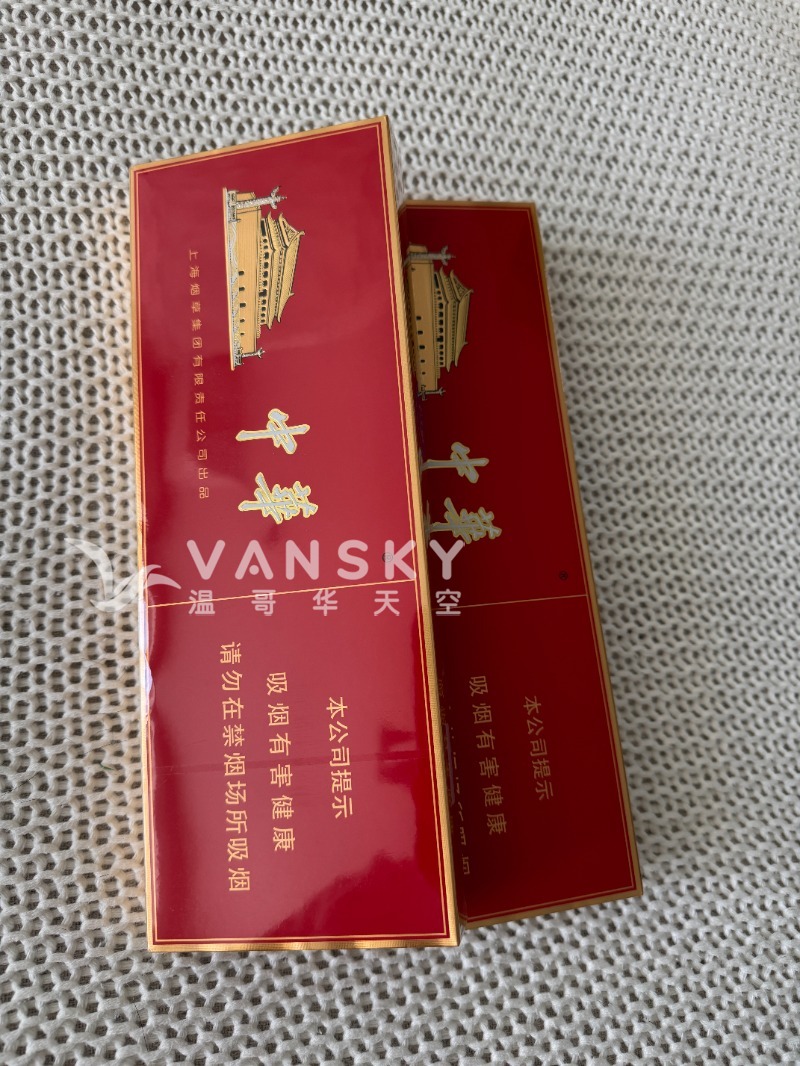 中華
上海烟草集团有限责任公司出品
®
本公司提示
吸烟有害健康
请勿在禁烟场所吸烟
中華
®
本公司提示
吸烟有害健康
VANSKY
温哥华天空